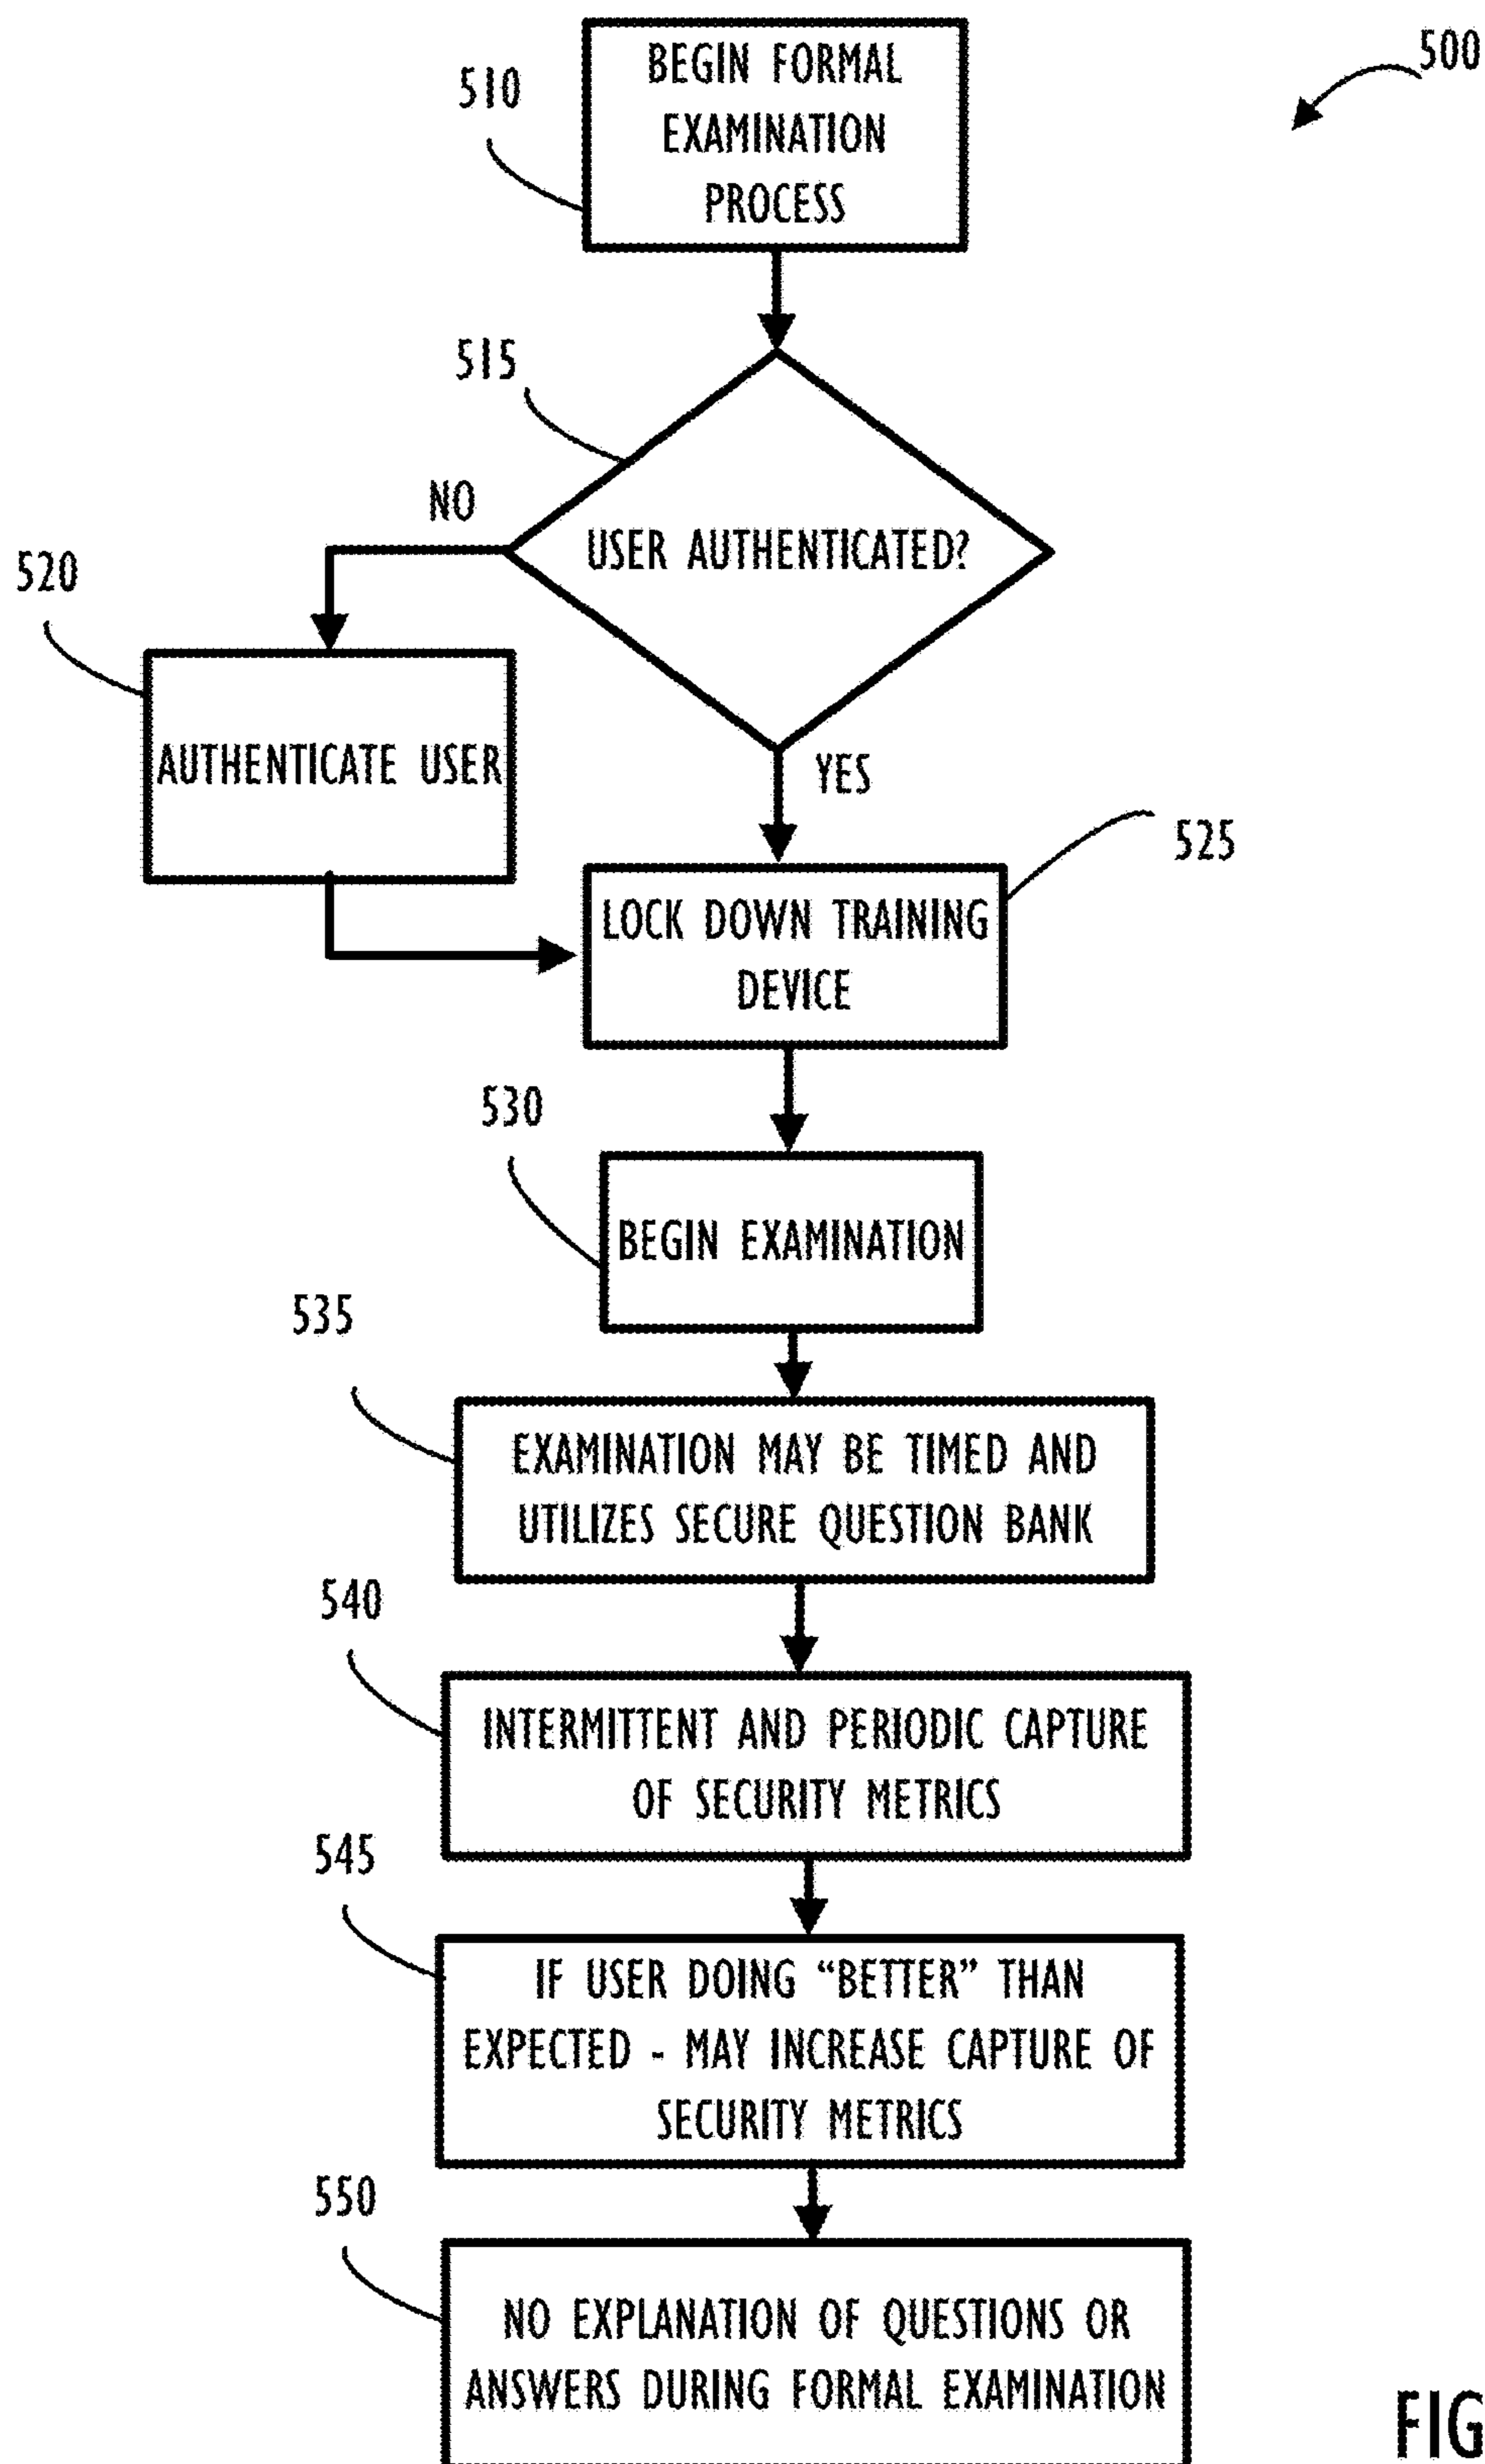 500
510
BEGIN FORMAL
EXAMINATION
PROCESS
515
USER AUTHENTICATED?
NO
YES
520
AUTHENTICATE USER
525
LOCK DOWN TRAINING
DEVICE
530
BEGIN EXAMINATION
535
EXAMINATION MAY BE TIMED AND
UTILIZES SECURE QUESTION BANK
540
INTERMITTENT AND PERIODIC CAPTURE
OF SECURITY METRICS
545
IF USER DOING “BETTER” THAN
EXPECTED - MAY INCREASE CAPTURE OF
SECURITY METRICS
550
NO EXPLANATION OF QUESTIONS OR
ANSWERS DURING FORMAL EXAMINATION
FIG